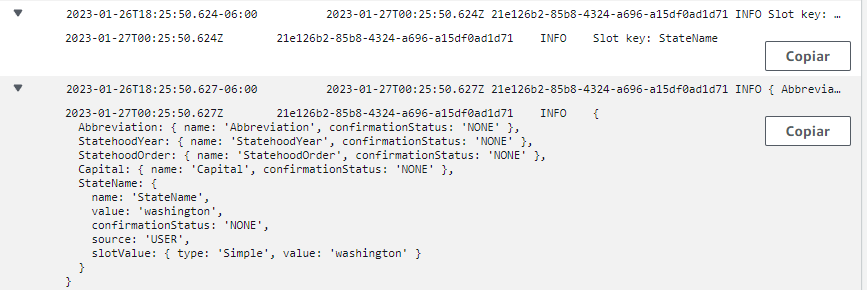 2023-01-26T18:25:50.624-06:00 2023-01-27T00:25:50.624Z 21e126b2-85b8-4324-a696-a15df0ad1d71 INFO Slot key: …
2023-01-27T00:25:50.624Z 21e126b2-85b8-4324-a696-a15df0ad1d71 INFO Slot key: StateName
Copiar
2023-01-26T18:25:50.627-06:00 2023-01-27T00:25:50.627Z 21e126b2-85b8-4324-a696-a15df0ad1d71 INFO { Abbrevia…
2023-01-27T00:25:50.627Z 21e126b2-85b8-4324-a696-a15df0ad1d71 INFO {
Copiar
Abbreviation: { name: 'Abbreviation', confirmationStatus: 'NONE' },
StatehoodYear: { name: 'StatehoodYear', confirmationStatus: 'NONE' },
StatehoodOrder: { name: 'StatehoodOrder', confirmationStatus: 'NONE' },
Capital: { name: 'Capital', confirmationStatus: 'NONE' },
StateName: {
name: 'StateName',
value: 'washington',
confirmationStatus: 'NONE',
source: 'USER',
slotValue: { type: 'Simple', value: 'washington' }
}
}